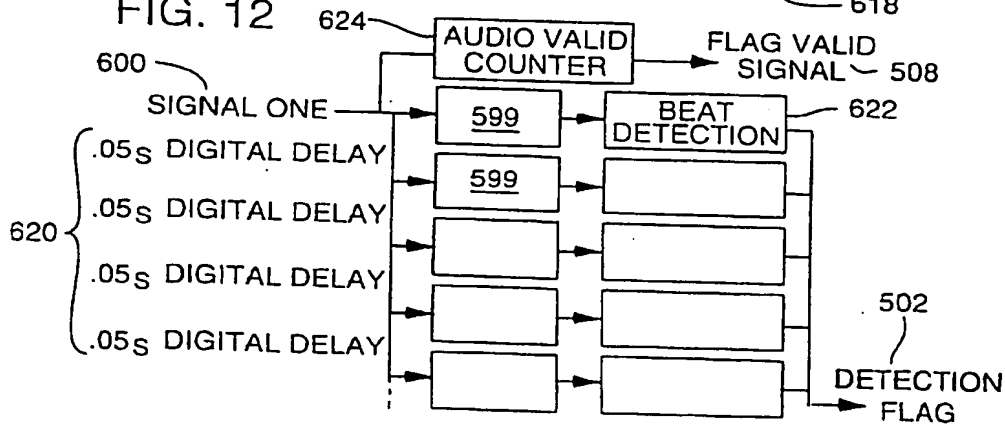 FIG. 12
618
624
AUDIO VALID
COUNTER
FLAG VALID
SIGNAL
508
600
SIGNAL ONE
599
BEAT
DETECTION
622
.05s DIGITAL DELAY
599
.05s DIGITAL DELAY
620
.05s DIGITAL DELAY
.05s DIGITAL DELAY
502
DETECTION
FLAG